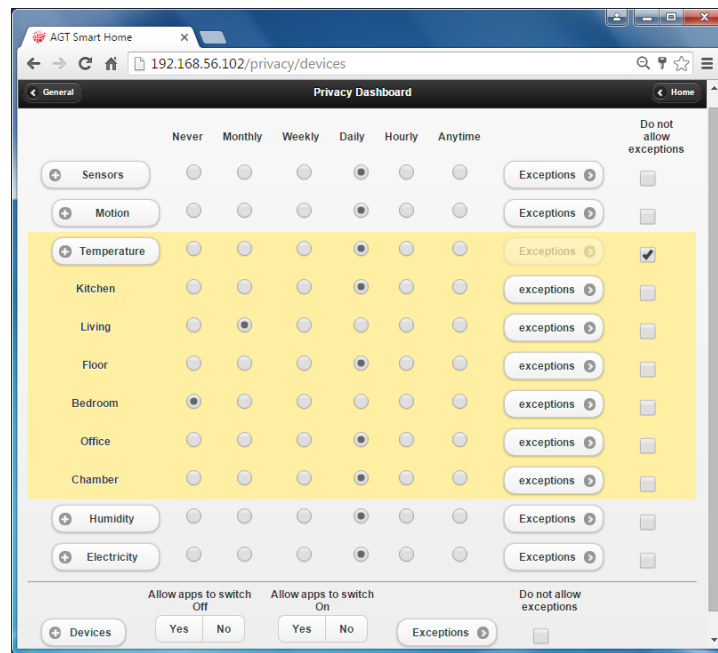 AGT Smart Home
192.168.56.102/privacy/devices
General Privacy Dashboard Home
Never Monthly Weekly Daily Hourly Anytime Do not allow exceptions
Sensors Exceptions
Motion Exceptions
Temperature Exceptions
Kitchen exceptions
Living exceptions
Floor exceptions
Bedroom exceptions
Office exceptions
Chamber exceptions
Humidity Exceptions
Electricity Exceptions
Allow apps to switch Off Allow apps to switch On Do not allow exceptions
Devices Yes No Yes No Exceptions